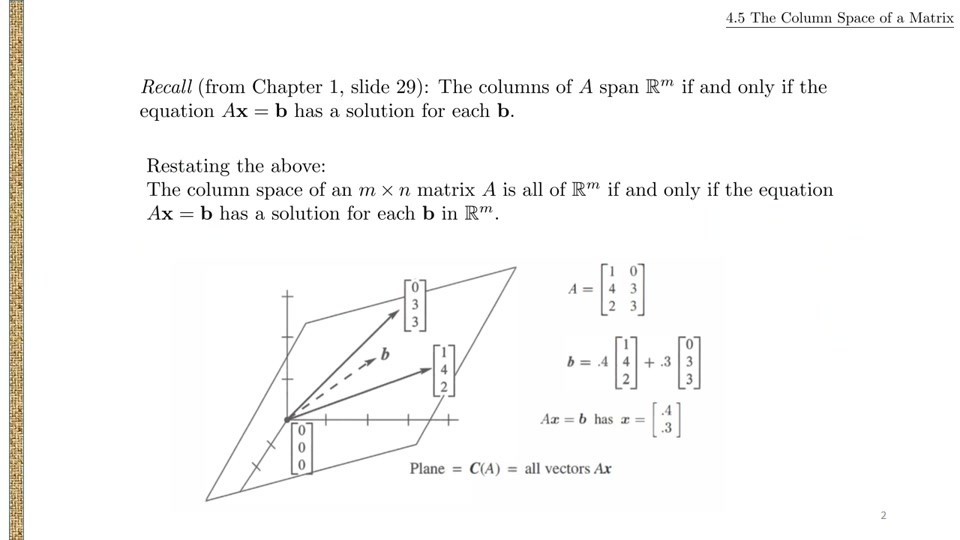 4.5 The Column Space of a Matrix
Recall (from Chapter 1, slide 29): The columns of A span ℝᵐ if and only if the
equation Ax = b has a solution for each b.
Restating the above:
The column space of an m × n matrix A is all of ℝᵐ if and only if the equation
Ax = b has a solution for each b in ℝᵐ.
[0 3 3]
b
[1 4 2]
[0 0 0]
A = [1 0
4 3
2 3]
b = .4 [1 4 2] + .3 [0 3 3]
Ax = b has x = [.4 .3]
Plane = C(A) = all vectors Ax
2